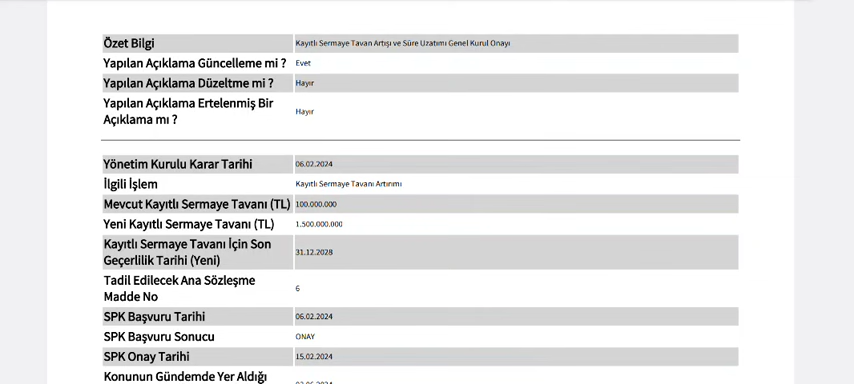 Özet Bilgi Kayıtlı Sermaye Tavan Artışı ve Süre Uzatımı Genel Kurul Onayı
Yapılan Açıklama Güncelleme mi ? Evet
Yapılan Açıklama Düzeltme mi ? Hayır
Yapılan Açıklama Ertelenmiş Bir
Açıklama mı ? Hayır
Yönetim Kurulu Karar Tarihi 06.02.2024
İlgili İşlem Kayıtlı Sermaye Tavanı Artırımı
Mevcut Kayıtlı Sermaye Tavanı (TL) 100.000.000
Yeni Kayıtlı Sermaye Tavanı (TL) 1.500.000.000
Kayıtlı Sermaye Tavanı İçin Son
Geçerlilik Tarihi (Yeni) 31.12.2028
Tadil Edilecek Ana Sözleşme
Madde No 6
SPK Başvuru Tarihi 06.02.2024
SPK Başvuru Sonucu ONAY
SPK Onay Tarihi 15.02.2024
Konunun Gündemde Yer Aldığı